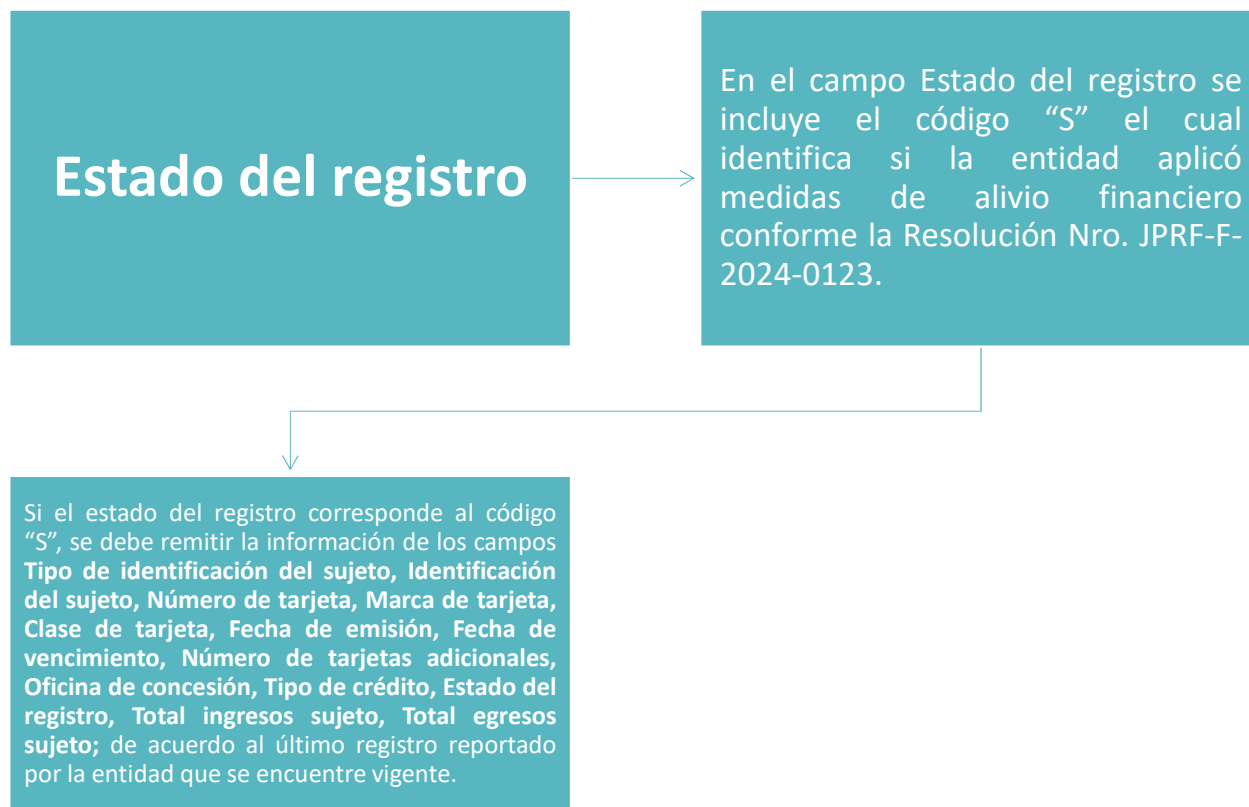 Estado del registro
En el campo Estado del registro se
incluye el código “S” el cual
identifica si la entidad aplicó
medidas de alivio financiero
conforme la Resolución Nro. JPRF-F-
2024-0123.
Si el estado del registro corresponde al código
“S”, se debe remitir la información de los campos
Tipo de identificación del sujeto, Identificación
del sujeto, Número de tarjeta, Marca de tarjeta,
Clase de tarjeta, Fecha de emisión, Fecha de
vencimiento, Número de tarjetas adicionales,
Oficina de concesión, Tipo de crédito, Estado del
registro, Total ingresos sujeto, Total egresos
sujeto; de acuerdo al último registro reportado
por la entidad que se encuentre vigente.